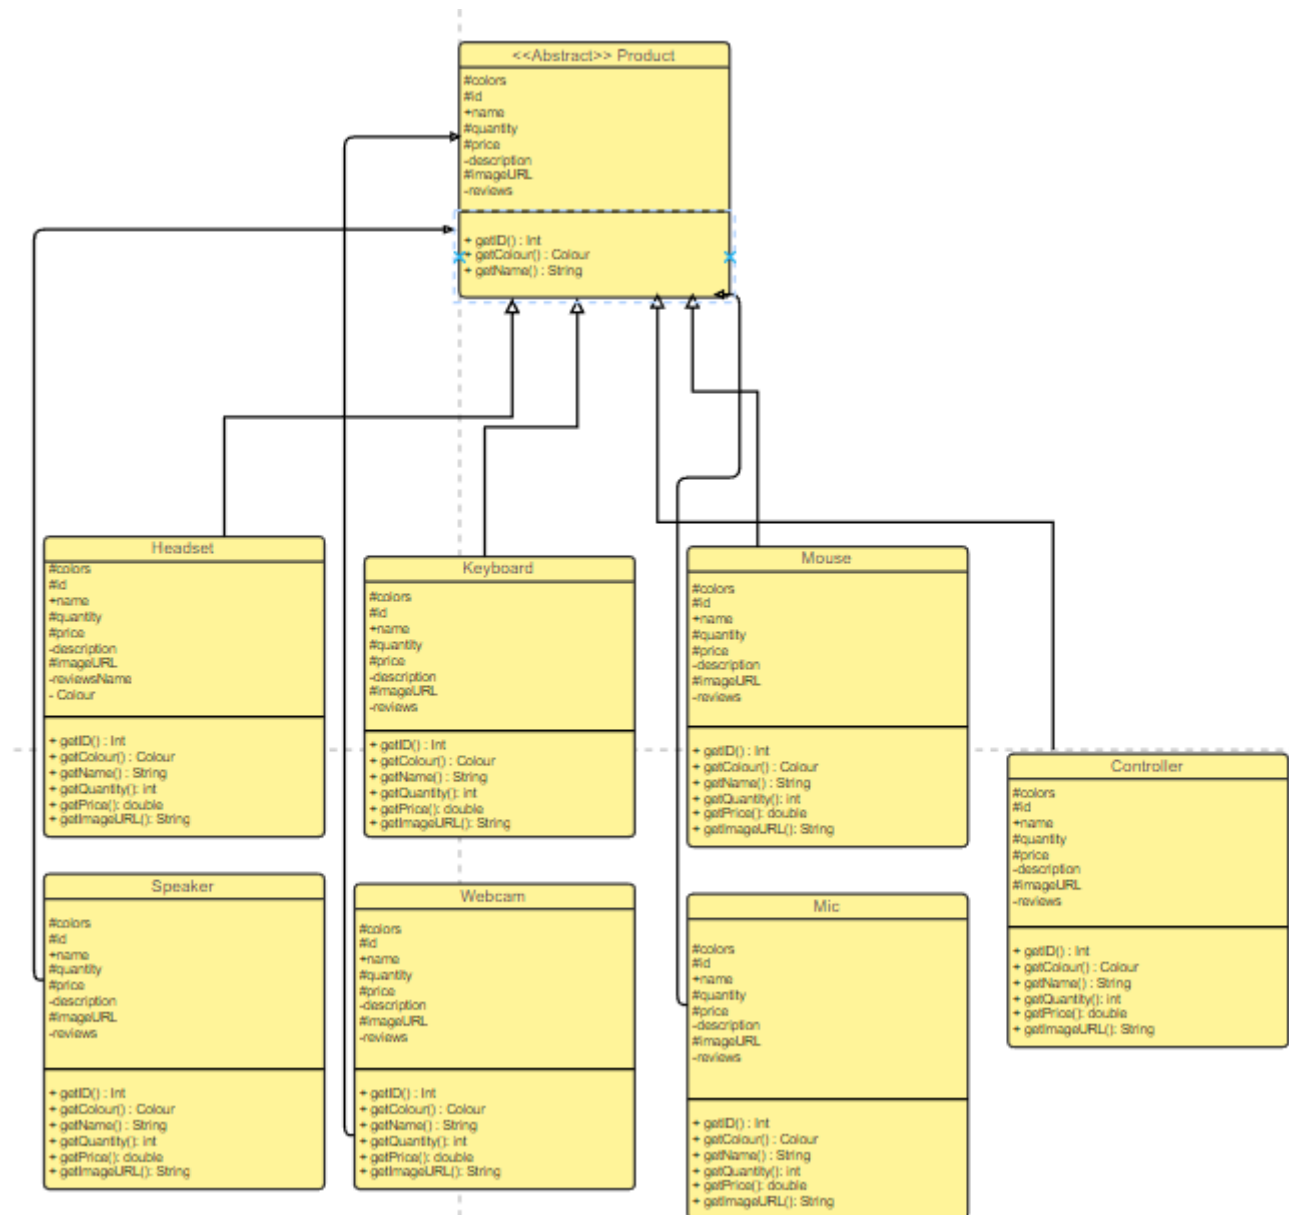 <<Abstract>> Product
#colors
#id
+name
#quantity
#price
-description
#imageURL
-reviews
+ getID() : Int
+ getColour() : Colour
+ getName() : String
Headset
#colors
#id
+name
#quantity
#price
-description
#imageURL
-reviewsName
- Colour
+ getID() : Int
+ getColour() : Colour
+ getName() : String
+ getQuantity(): int
+ getPrice(): double
+ getImageURL(): String
Keyboard
#colors
#id
+name
#quantity
#price
-description
#imageURL
-reviews
+ getID() : Int
+ getColour() : Colour
+ getName() : String
+ getQuantity(): int
+ getPrice(): double
+ getImageURL(): String
Mouse
#colors
#id
+name
#quantity
#price
-description
#imageURL
-reviews
+ getID() : Int
+ getColour() : Colour
+ getName() : String
+ getQuantity(): int
+ getPrice(): double
+ getImageURL(): String
Controller
#colors
#id
+name
#quantity
#price
-description
#imageURL
-reviews
+ getID() : Int
+ getColour() : Colour
+ getName() : String
+ getQuantity(): int
+ getPrice(): double
+ getImageURL(): String
Speaker
#colors
#id
+name
#quantity
#price
-description
#imageURL
-reviews
+ getID() : Int
+ getColour() : Colour
+ getName() : String
+ getQuantity(): int
+ getPrice(): double
+ getImageURL(): String
Webcam
#colors
#id
+name
#quantity
#price
-description
#imageURL
-reviews
+ getID() : Int
+ getColour() : Colour
+ getName() : String
+ getQuantity(): int
+ getPrice(): double
+ getImageURL(): String
Mic
#colors
#id
+name
#quantity
#price
-description
#imageURL
-reviews
+ getID() : Int
+ getColour() : Colour
+ getName() : String
+ getQuantity(): int
+ getPrice(): double
+ getImageURL(): String